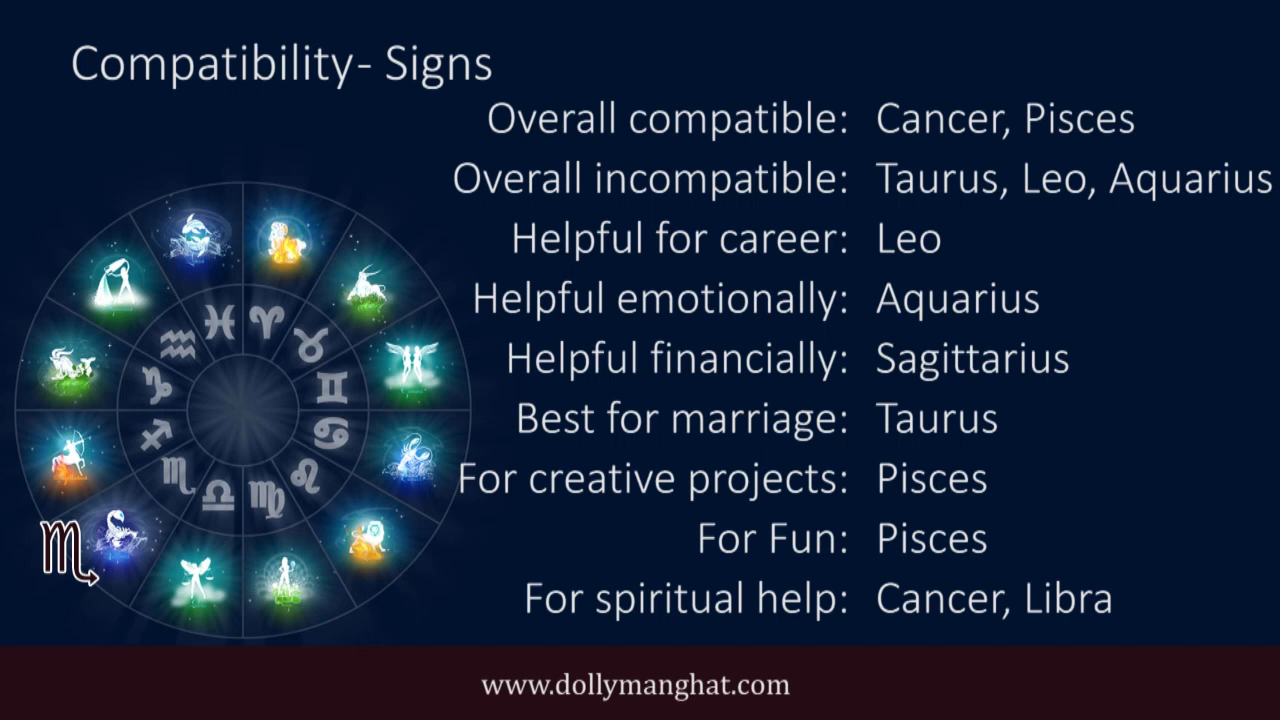 Compatibility- Signs
Overall compatible: Cancer, Pisces
Overall incompatible: Taurus, Leo, Aquarius
Helpful for career: Leo
Helpful emotionally: Aquarius
Helpful financially: Sagittarius
Best for marriage: Taurus
For creative projects: Pisces
For Fun: Pisces
For spiritual help: Cancer, Libra
www.dollymanghat.com